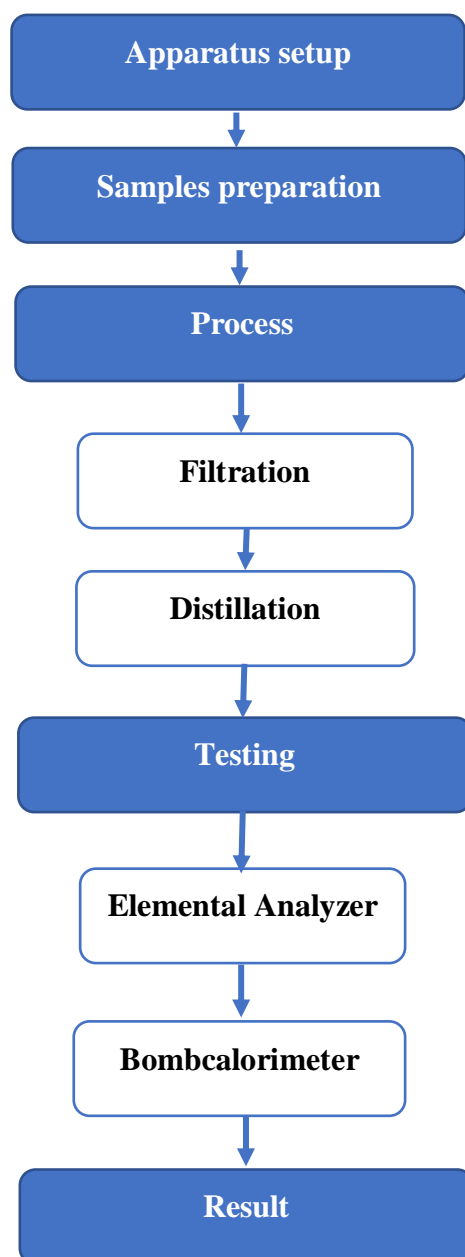 Apparatus setup
Samples preparation
Process
Filtration
Distillation
Testing
Elemental Analyzer
Bombcalorimeter
Result